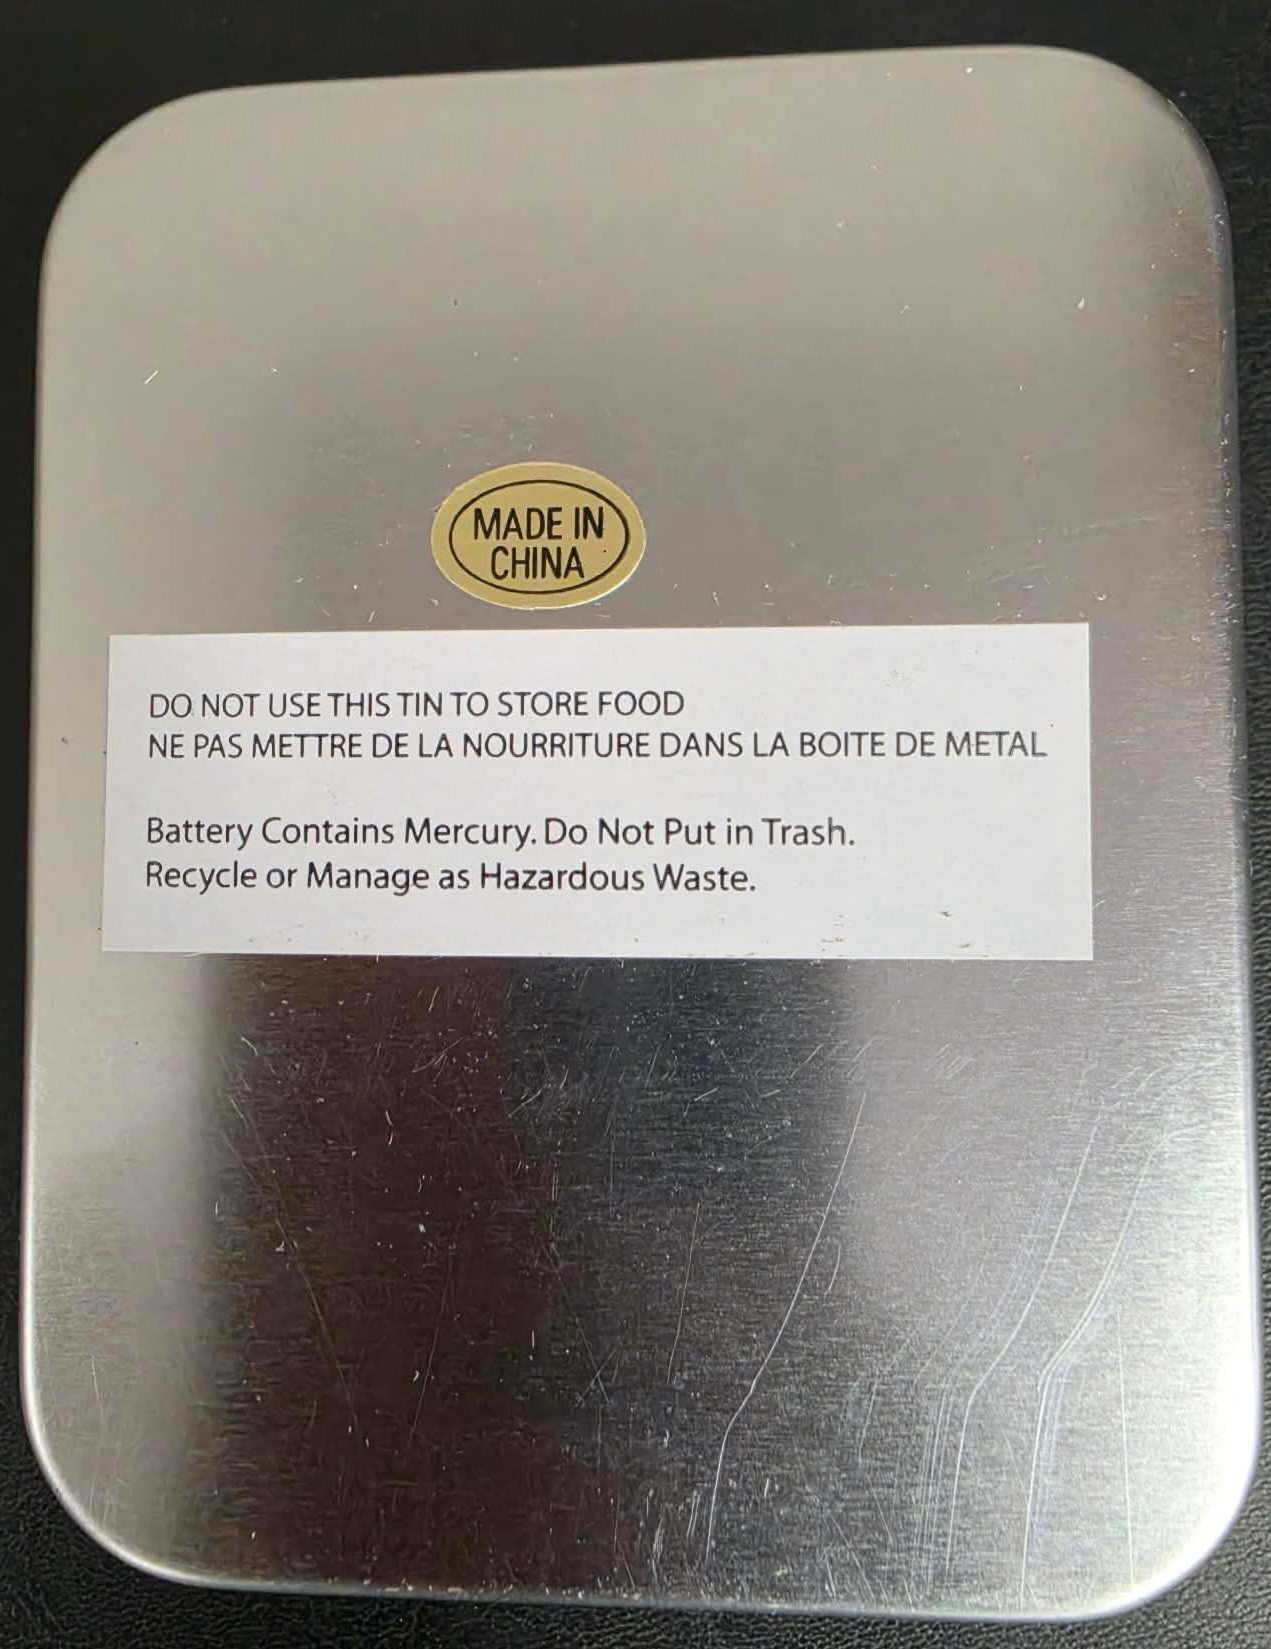 MADE IN
CHINA
DO NOT USE THIS TIN TO STORE FOOD
NE PAS METTRE DE LA NOURRITURE DANS LA BOITE DE METAL
Battery Contains Mercury. Do Not Put in Trash.
Recycle or Manage as Hazardous Waste.